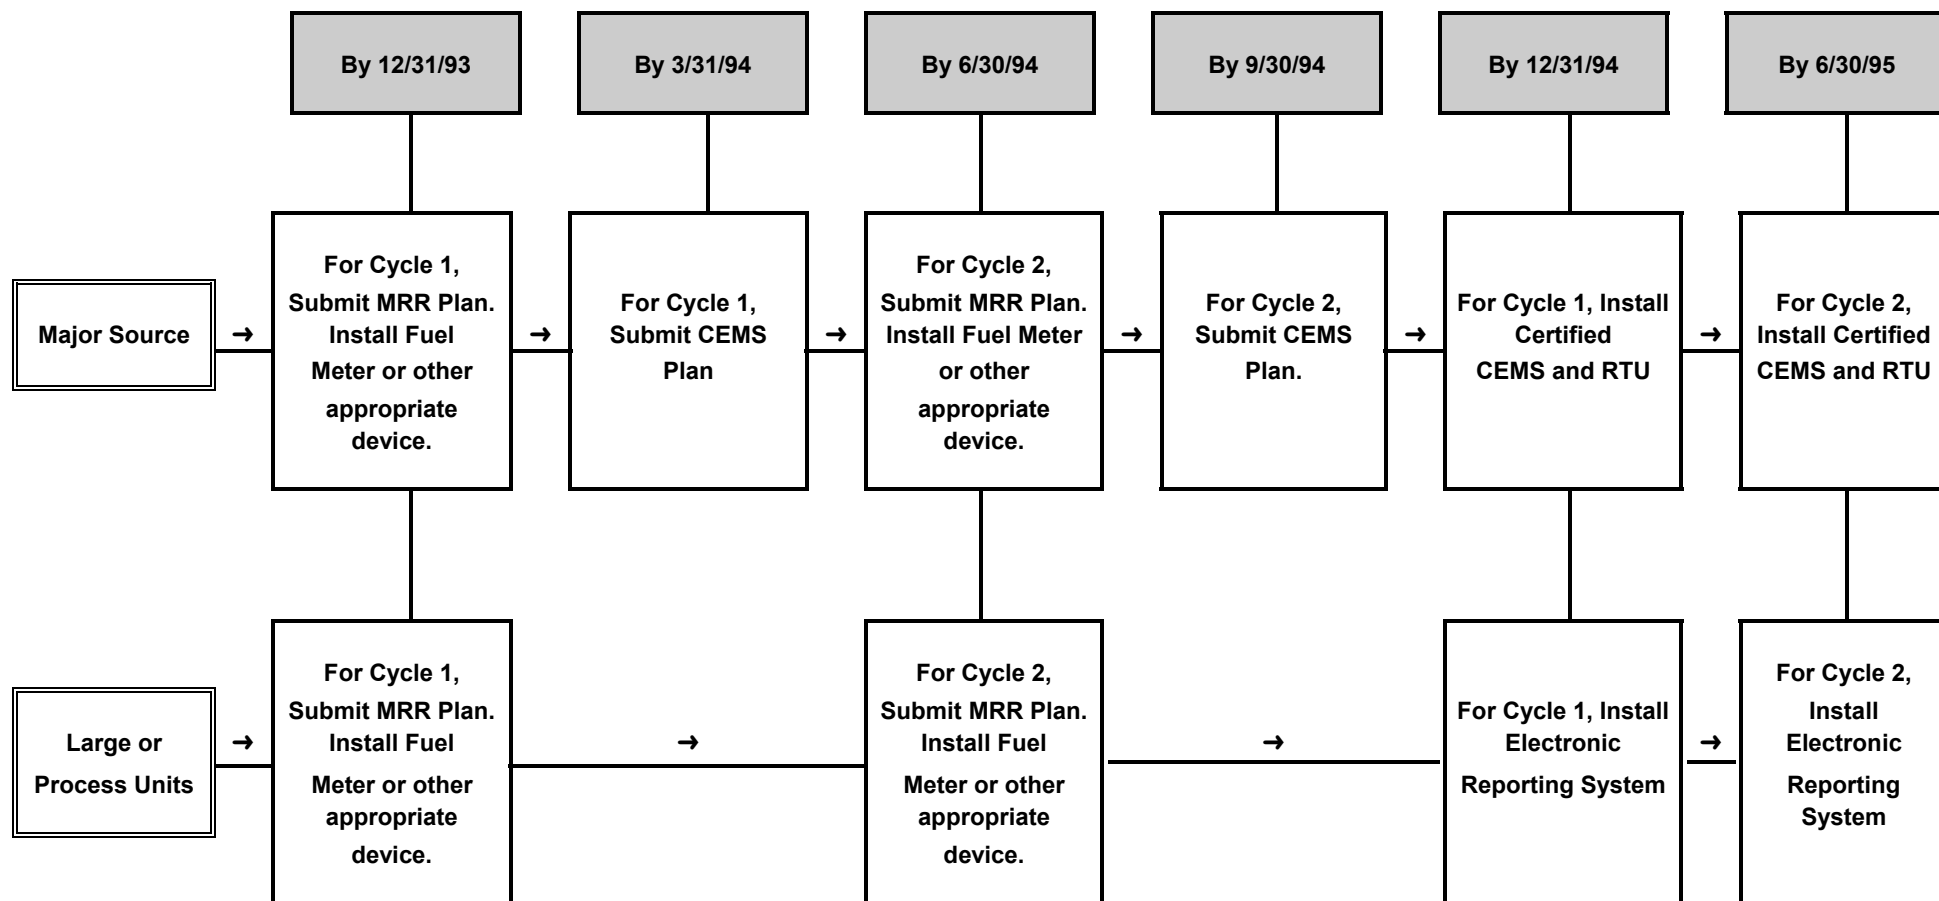 By 12/31/93
By 3/31/94
By 6/30/94
By 9/30/94
By 12/31/94
By 6/30/95
Major Source
→
For Cycle 1,
Submit MRR Plan.
Install Fuel
Meter or other
appropriate
device.
→
For Cycle 1,
Submit CEMS
Plan
→
For Cycle 2,
Submit MRR Plan.
Install Fuel Meter
or other
appropriate
device.
→
For Cycle 2,
Submit CEMS
Plan.
→
For Cycle 1, Install
Certified
CEMS and RTU
→
For Cycle 2,
Install Certified
CEMS and RTU
Large or
Process Units
→
For Cycle 1,
Submit MRR Plan.
Install Fuel
Meter or other
appropriate
device.
→
For Cycle 2,
Submit MRR Plan.
Install Fuel
Meter or other
appropriate
device.
→
For Cycle 1, Install
Electronic
Reporting System
→
For Cycle 2,
Install
Electronic
Reporting
System